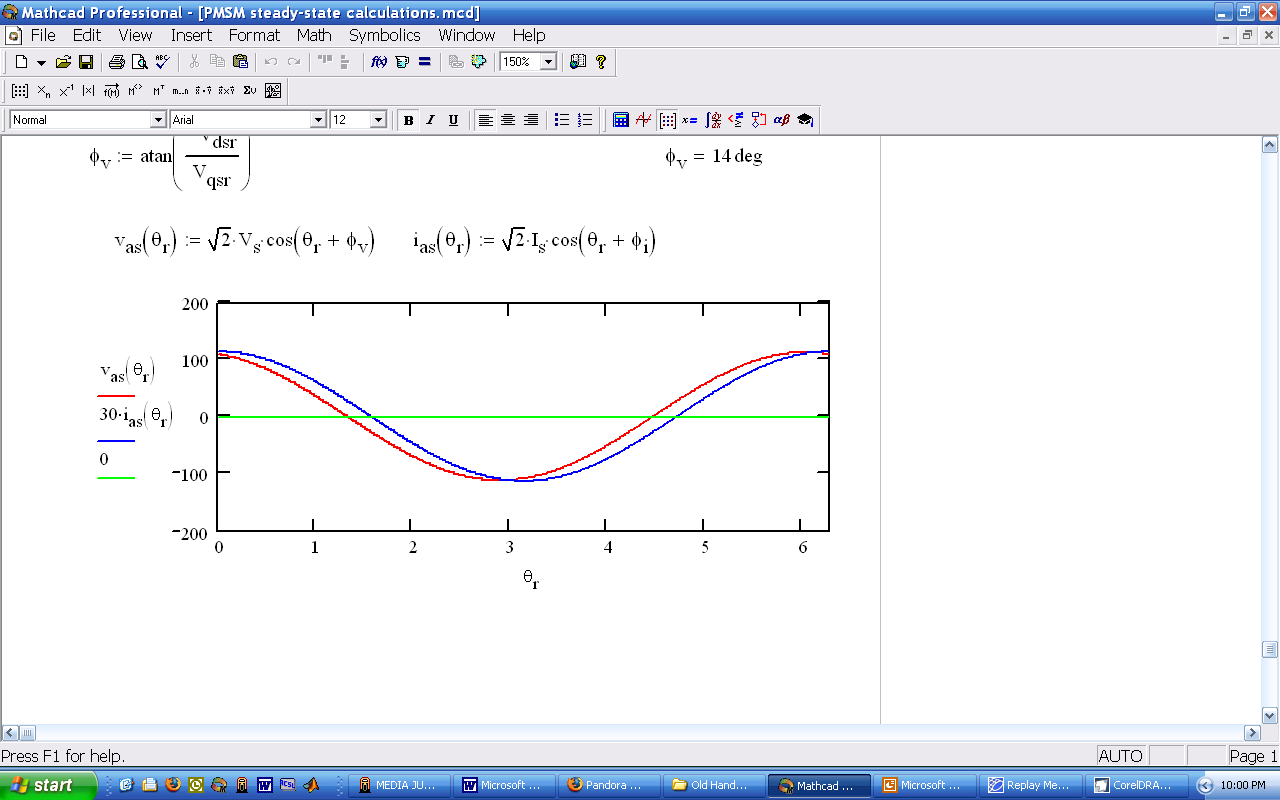 Mathcad Professional - [PMSM steady-state calculations.mcd]
File Edit View Insert Format Math Symbolics Window Help
150%
Normal Arial 12 B I U
ϕV := atan(Vdsr / Vqsr) ϕV = 14 deg
vas(θr) := √2·Vs·cos(θr + ϕV) ias(θr) := √2·Is·cos(θr + ϕi)
200
100
0
−100
−200
vas(θr)
30·ias(θr)
0
0 1 2 3 4 5 6
θr
Press F1 for help. AUTO Page 1
start MEDIA JU... Microsoft ... Pandora ... Old Hand... Mathcad ... Microsoft ... Replay Me... CorelDRA... 10:00 PM